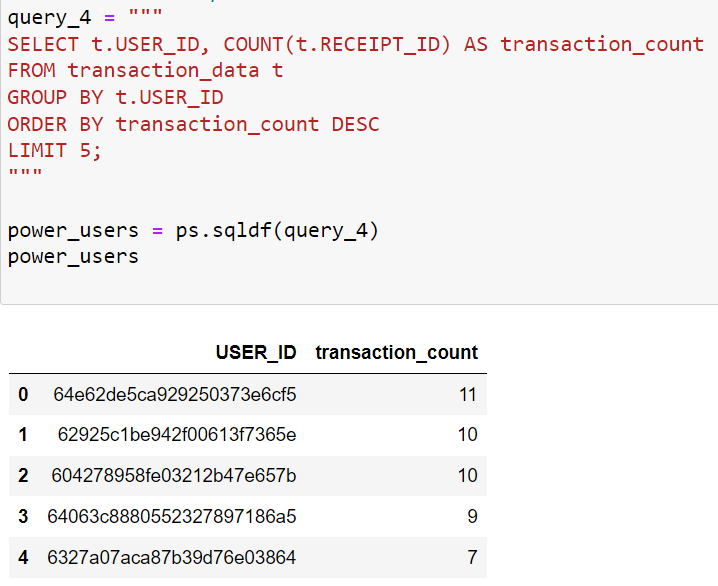 query_4 = """
SELECT t.USER_ID, COUNT(t.RECEIPT_ID) AS transaction_count
FROM transaction_data t
GROUP BY t.USER_ID
ORDER BY transaction_count DESC
LIMIT 5;
"""
power_users = ps.sqldf(query_4)
power_users
USER_ID transaction_count
0 64e62de5ca929250373e6cf5 11
1 62925c1be942f00613f7365e 10
2 604278958fe03212b47e657b 10
3 64063c8880552327897186a5 9
4 6327a07aca87b39d76e03864 7